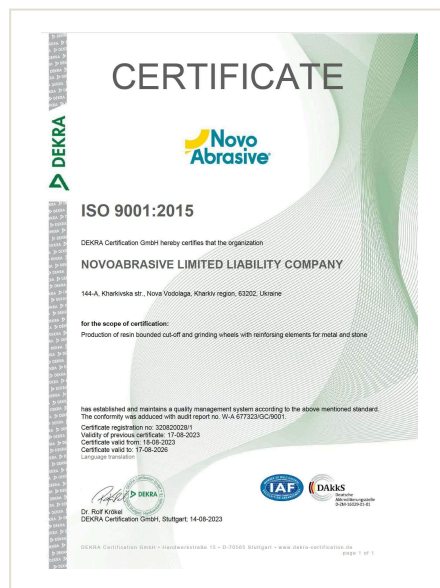 CERTIFICATE
DEKRA
Novo
Abrasive
ISO 9001:2015
DEKRA Certification GmbH hereby certifies that the organization
NOVOABRASIVE LIMITED LIABILITY COMPANY
144-A, Kharkivska str., Nova Vodolaga, Kharkiv region, 63202, Ukraine
for the scope of certification:
Production of resin bounded cut-off and grinding wheels with reinforsing elements for metal and stone
has established and maintains a quality management system according to the above mentioned standard.
The conformity was adduced with audit report no. W-A 677323/GC/9001.
Certificate registration no: 320820028/1
Validity of previous certificate: 17-08-2023
Certificate valid from: 18-08-2023
Certificate valid to: 17-08-2026
Language translation
DEKRA
IAF
DAkkS
Deutsche
Akkreditierungsstelle
D-ZM-16029-01-01
Dr. Rolf Krökel
DEKRA Certification GmbH, Stuttgart; 14-08-2023
DEKRA Certification GmbH • Handwerkstraße 15 • D-70565 Stuttgart • www.dekra-certification.de
page 1 of 1